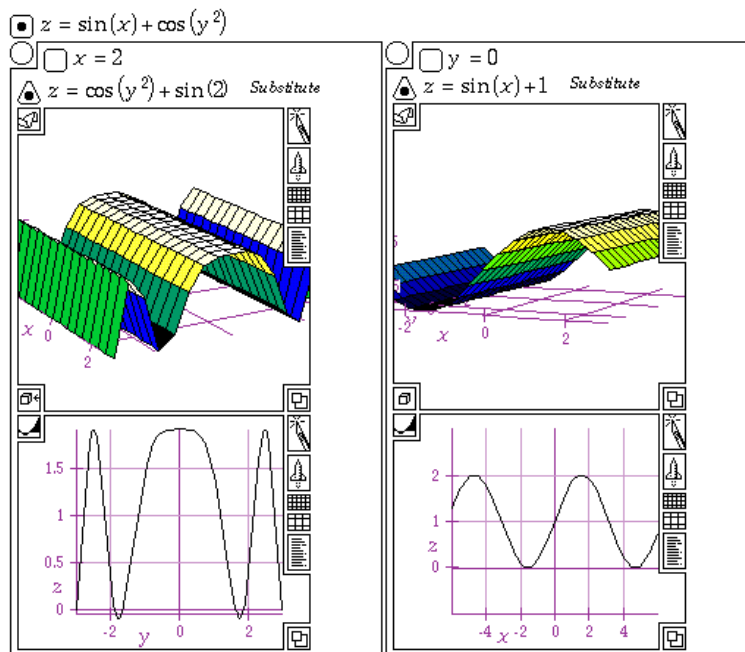 z = sin(x) + cos(y²)
x = 2
z = cos(y²) + sin(2) Substitute
x 0 2
1.5
1
0.5
z
0
-2 0 2
y
y = 0
z = sin(x) + 1 Substitute
-2 x 0 2
2
1
z
0
-4 -2 0 2 4
x